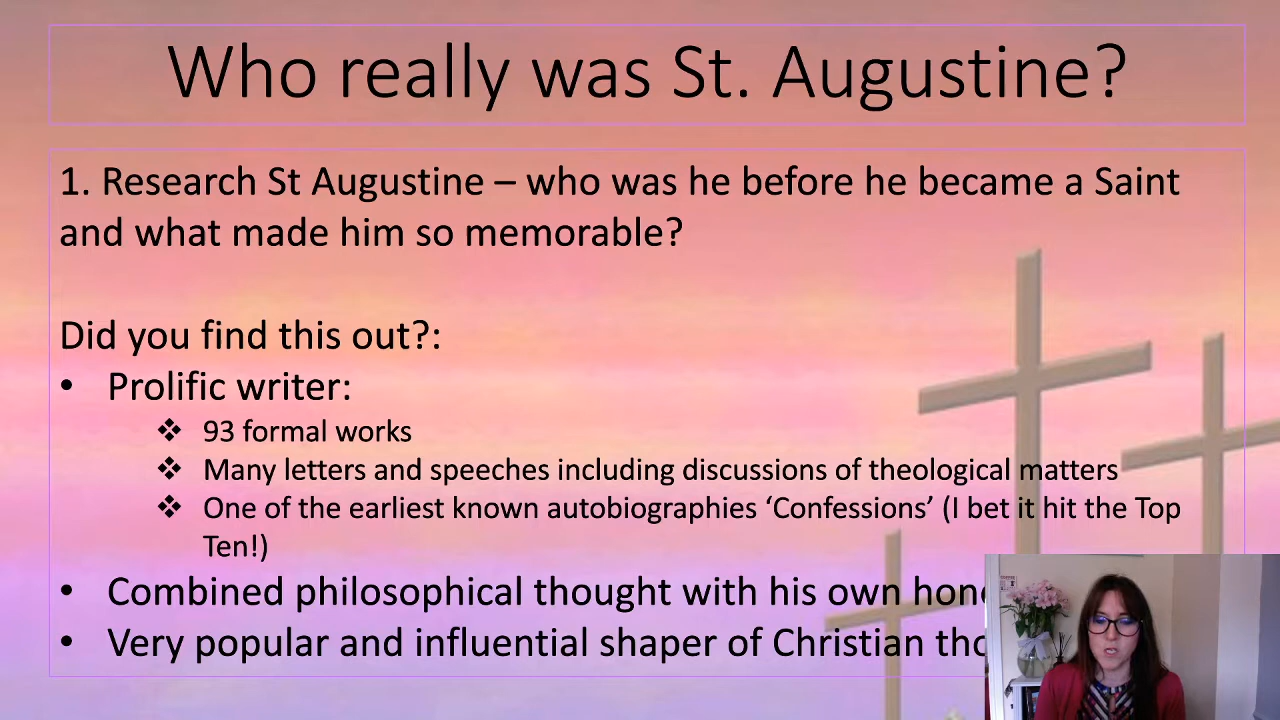 Who really was St. Augustine?
1. Research St Augustine – who was he before he became a Saint
and what made him so memorable?
Did you find this out?:
• Prolific writer:
❖ 93 formal works
❖ Many letters and speeches including discussions of theological matters
❖ One of the earliest known autobiographies ‘Confessions’ (I bet it hit the Top
Ten!)
• Combined philosophical thought with his own
• Very popular and influential shaper of Christian